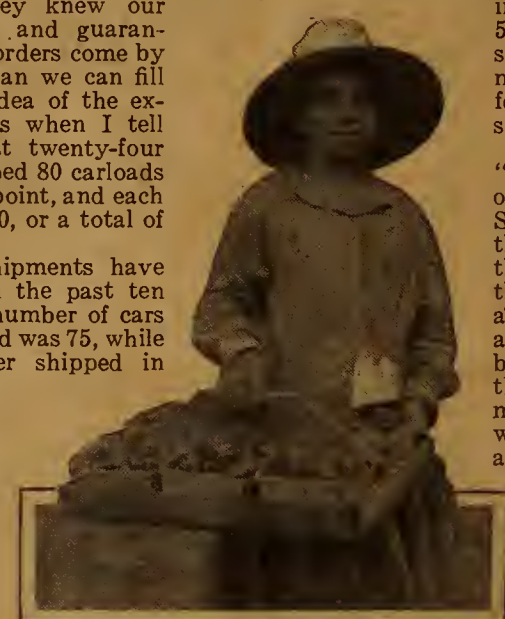 ey knew our
and guaran-
orders come by
an we can fill
dea of the ex-
s when I tell
t twenty-four
ed 80 carloads
point, and each
0, or a total of
ipments have
the past ten
number of cars
d was 75, while
er shipped in
5
s
n
f
s
“
o
S
t
t
t
a
a
b
t
n
w
a